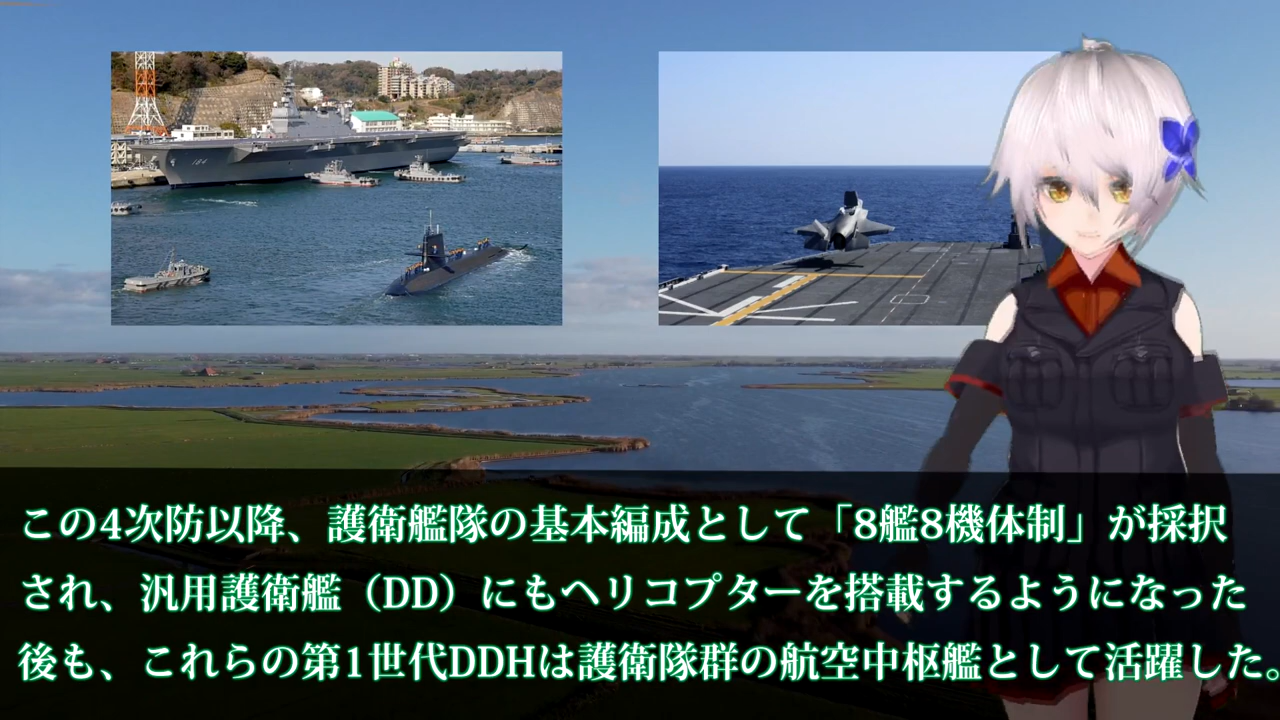 184
この4次防以降、護衛艦隊の基本編成として「8艦8機体制」が採択
され、汎用護衛艦（DD）にもヘリコプターを搭載するようになった
後も、これらの第1世代DDHは護衛隊群の航空中枢艦として活躍した。